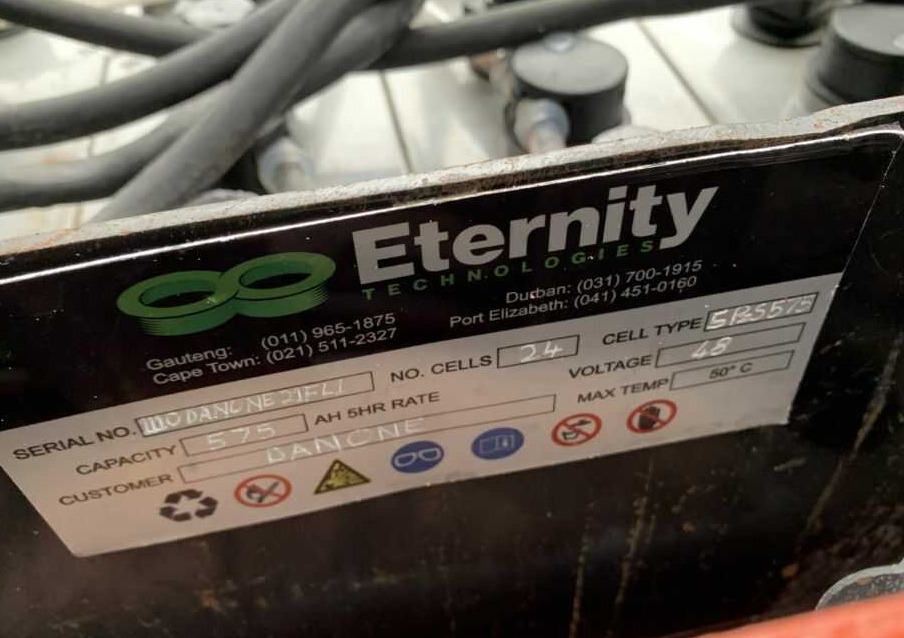 Eternity
TECHNOLOGIES
Gauteng: (011) 965-1875
Cape Town: (021) 511-2327
Durban: (031) 700-1915
Port Elizabeth: (041) 451-0160
SERIAL NO. NO. CELLS 24 CELL TYPE
CAPACITY 575 AH 5HR RATE VOLTAGE 48
CUSTOMER DANONE MAX TEMP 50° C